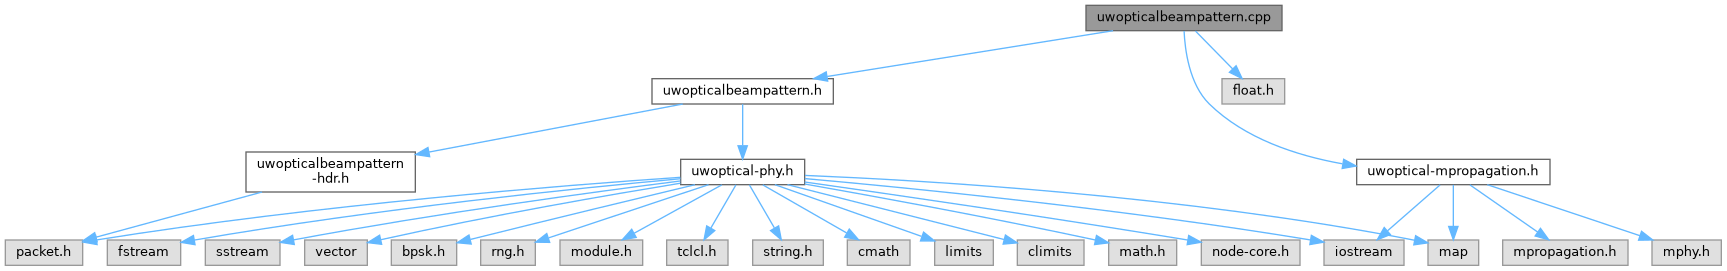 uwopticalbeampattern.cpp
uwopticalbeampattern.h
float.h
uwopticalbeampattern
-hdr.h
uwoptical-phy.h
uwoptical-mpropagation.h
packet.h
fstream
sstream
vector
bpsk.h
rng.h
module.h
tclcl.h
string.h
cmath
limits
climits
math.h
node-core.h
iostream
map
mpropagation.h
mphy.h